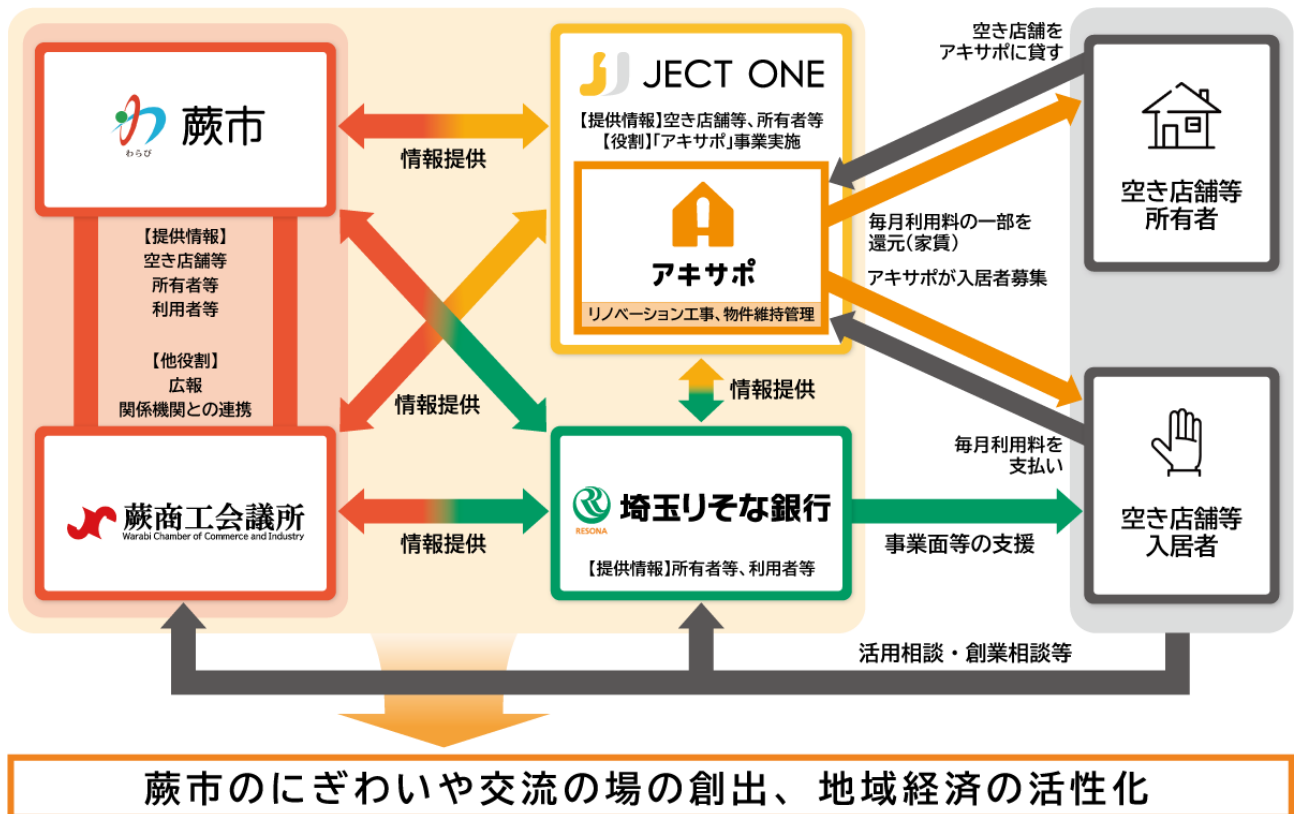 蕨市
わらび
【提供情報】
空き店舗等
所有者等
利用者等
【他役割】
広報
関係機関との連携
蕨商工会議所
Warabi Chamber of Commerce and Industry
情報提供
情報提供
情報提供
JECT ONE
【提供情報】空き店舗等、所有者等
【役割】「アキサポ」事業実施
アキサポ
リノベーション工事、物件維持管理
情報提供
埼玉りそな銀行
RESONA
【提供情報】所有者等、利用者等
空き店舗を
アキサポに貸す
毎月利用料の一部を
還元(家賃)
アキサポが入居者募集
毎月利用料を
支払い
事業面等の支援
空き店舗等
所有者
空き店舗等
入居者
活用相談・創業相談等
蕨市のにぎわいや交流の場の創出、地域経済の活性化